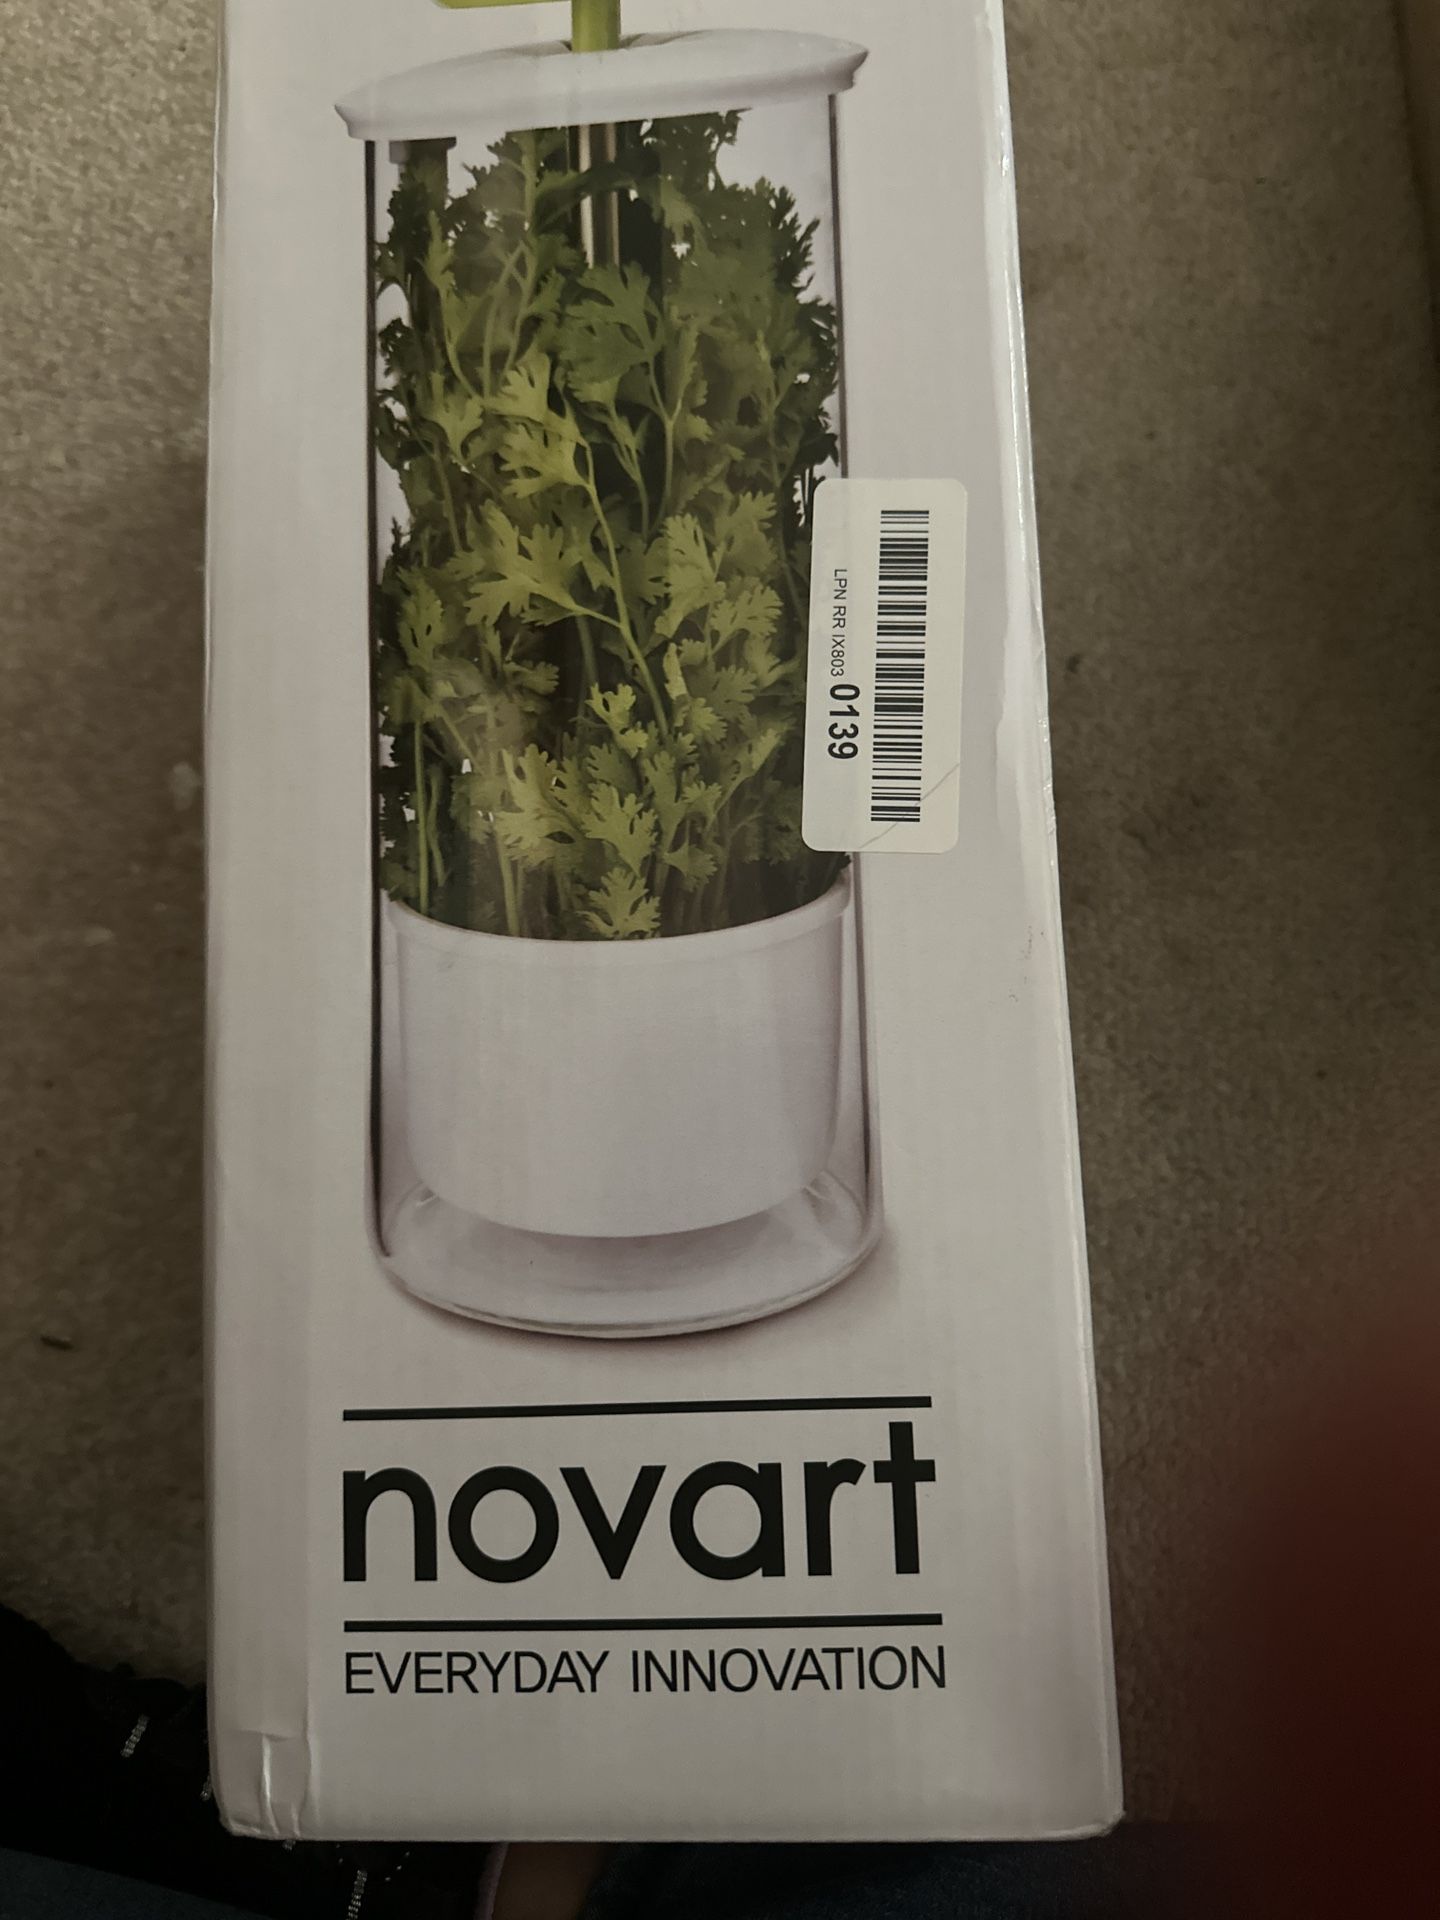 LPN RR IX803 0139
novart
EVERYDAY INNOVATION